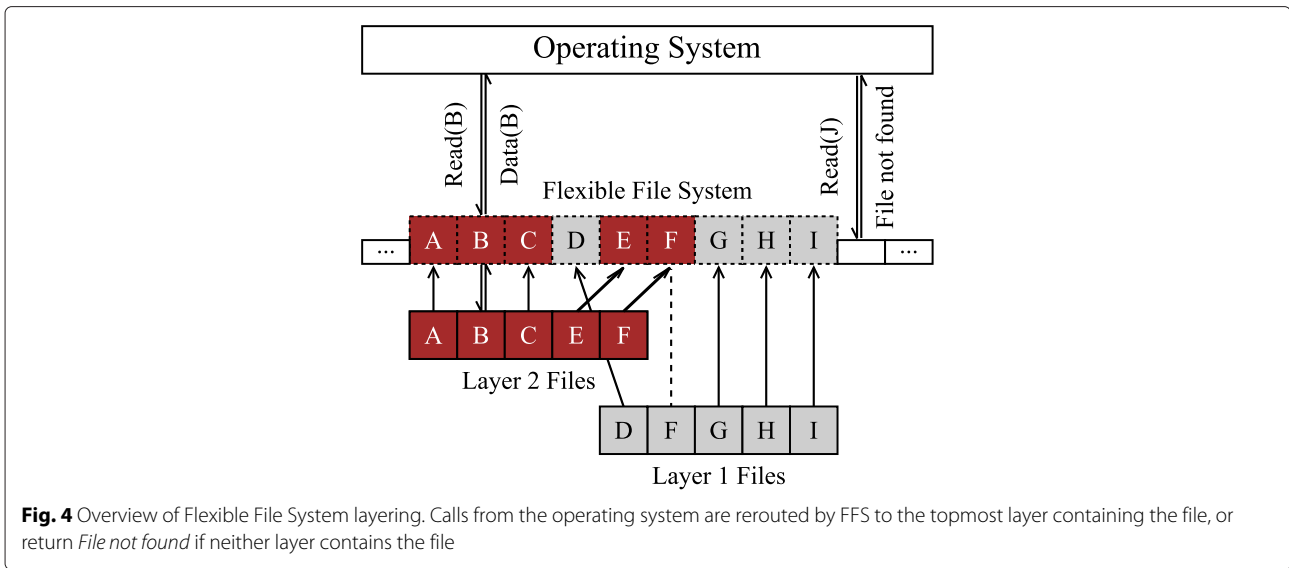 Operating System
Read(B)
Data(B)
Read(J)
File not found
Flexible File System
... A B C D E F G H I ...
A B C E F
Layer 2 Files
D F G H I
Layer 1 Files
Fig. 4 Overview of Flexible File System layering. Calls from the operating system are rerouted by FFS to the topmost layer containing the file, or
return File not found if neither layer contains the file